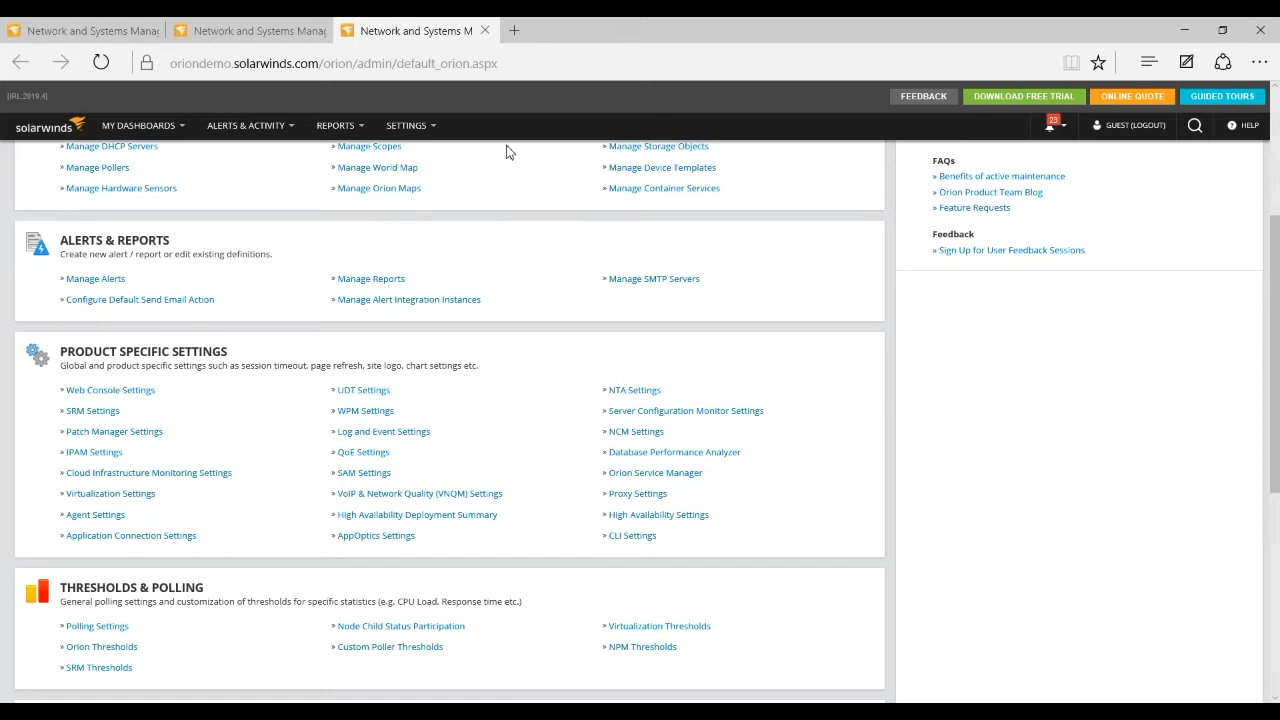 Network and Systems Manag
Network and Systems Manag
Network and Systems M
oriondemo.solarwinds.com/orion/admin/default_orion.aspx
[IRL.2019.4]
FEEDBACK
DOWNLOAD FREE TRIAL
ONLINE QUOTE
GUIDED TOURS
solarwinds
MY DASHBOARDS
ALERTS & ACTIVITY
REPORTS
SETTINGS
23
GUEST (LOGOUT)
HELP
» Manage DHCP Servers
» Manage Scopes
» Manage Storage Objects
» Manage Pollers
» Manage World Map
» Manage Device Templates
» Manage Hardware Sensors
» Manage Orion Maps
» Manage Container Services
ALERTS & REPORTS
Create new alert / report or edit existing definitions.
» Manage Alerts
» Manage Reports
» Manage SMTP Servers
» Configure Default Send Email Action
» Manage Alert Integration Instances
PRODUCT SPECIFIC SETTINGS
Global and product specific settings such as session timeout, page refresh, site logo, chart settings etc.
» Web Console Settings
» UDT Settings
» NTA Settings
» SRM Settings
» WPM Settings
» Server Configuration Monitor Settings
» Patch Manager Settings
» Log and Event Settings
» NCM Settings
» IPAM Settings
» QoE Settings
» Database Performance Analyzer
» Cloud Infrastructure Monitoring Settings
» SAM Settings
» Orion Service Manager
» Virtualization Settings
» VoIP & Network Quality (VNQM) Settings
» Proxy Settings
» Agent Settings
» High Availability Deployment Summary
» High Availability Settings
» Application Connection Settings
» AppOptics Settings
» CLI Settings
THRESHOLDS & POLLING
General polling settings and customization of thresholds for specific statistics (e.g. CPU Load, Response time etc.)
» Polling Settings
» Node Child Status Participation
» Virtualization Thresholds
» Orion Thresholds
» Custom Poller Thresholds
» NPM Thresholds
» SRM Thresholds
FAQs
» Benefits of active maintenance
» Orion Product Team Blog
» Feature Requests
Feedback
» Sign Up for User Feedback Sessions